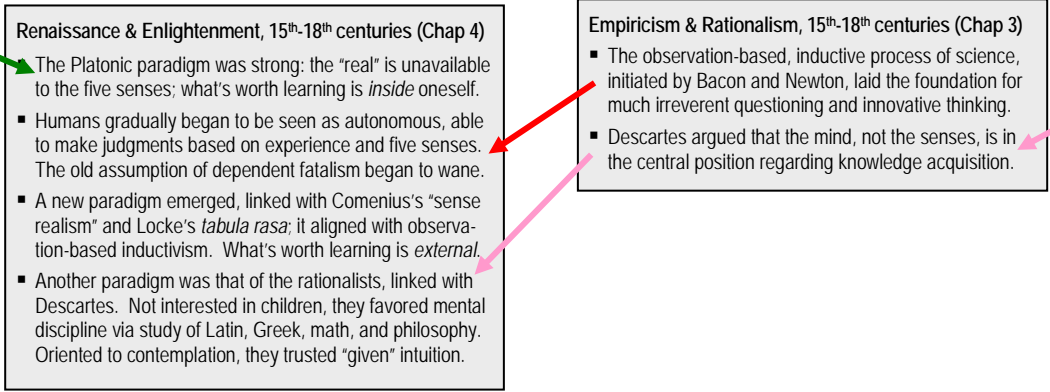 Renaissance & Enlightenment, 15th-18th centuries (Chap 4)
▪ The Platonic paradigm was strong: the “real” is unavailable
to the five senses; what’s worth learning is inside oneself.
▪ Humans gradually began to be seen as autonomous, able
to make judgments based on experience and five senses.
The old assumption of dependent fatalism began to wane.
▪ A new paradigm emerged, linked with Comenius’s “sense
realism” and Locke’s tabula rasa; it aligned with observa-
tion-based inductivism. What’s worth learning is external.
▪ Another paradigm was that of the rationalists, linked with
Descartes. Not interested in children, they favored mental
discipline via study of Latin, Greek, math, and philosophy.
Oriented to contemplation, they trusted “given” intuition.
Empiricism & Rationalism, 15th-18th centuries (Chap 3)
▪ The observation-based, inductive process of science,
initiated by Bacon and Newton, laid the foundation for
much irreverent questioning and innovative thinking.
▪ Descartes argued that the mind, not the senses, is in
the central position regarding knowledge acquisition.